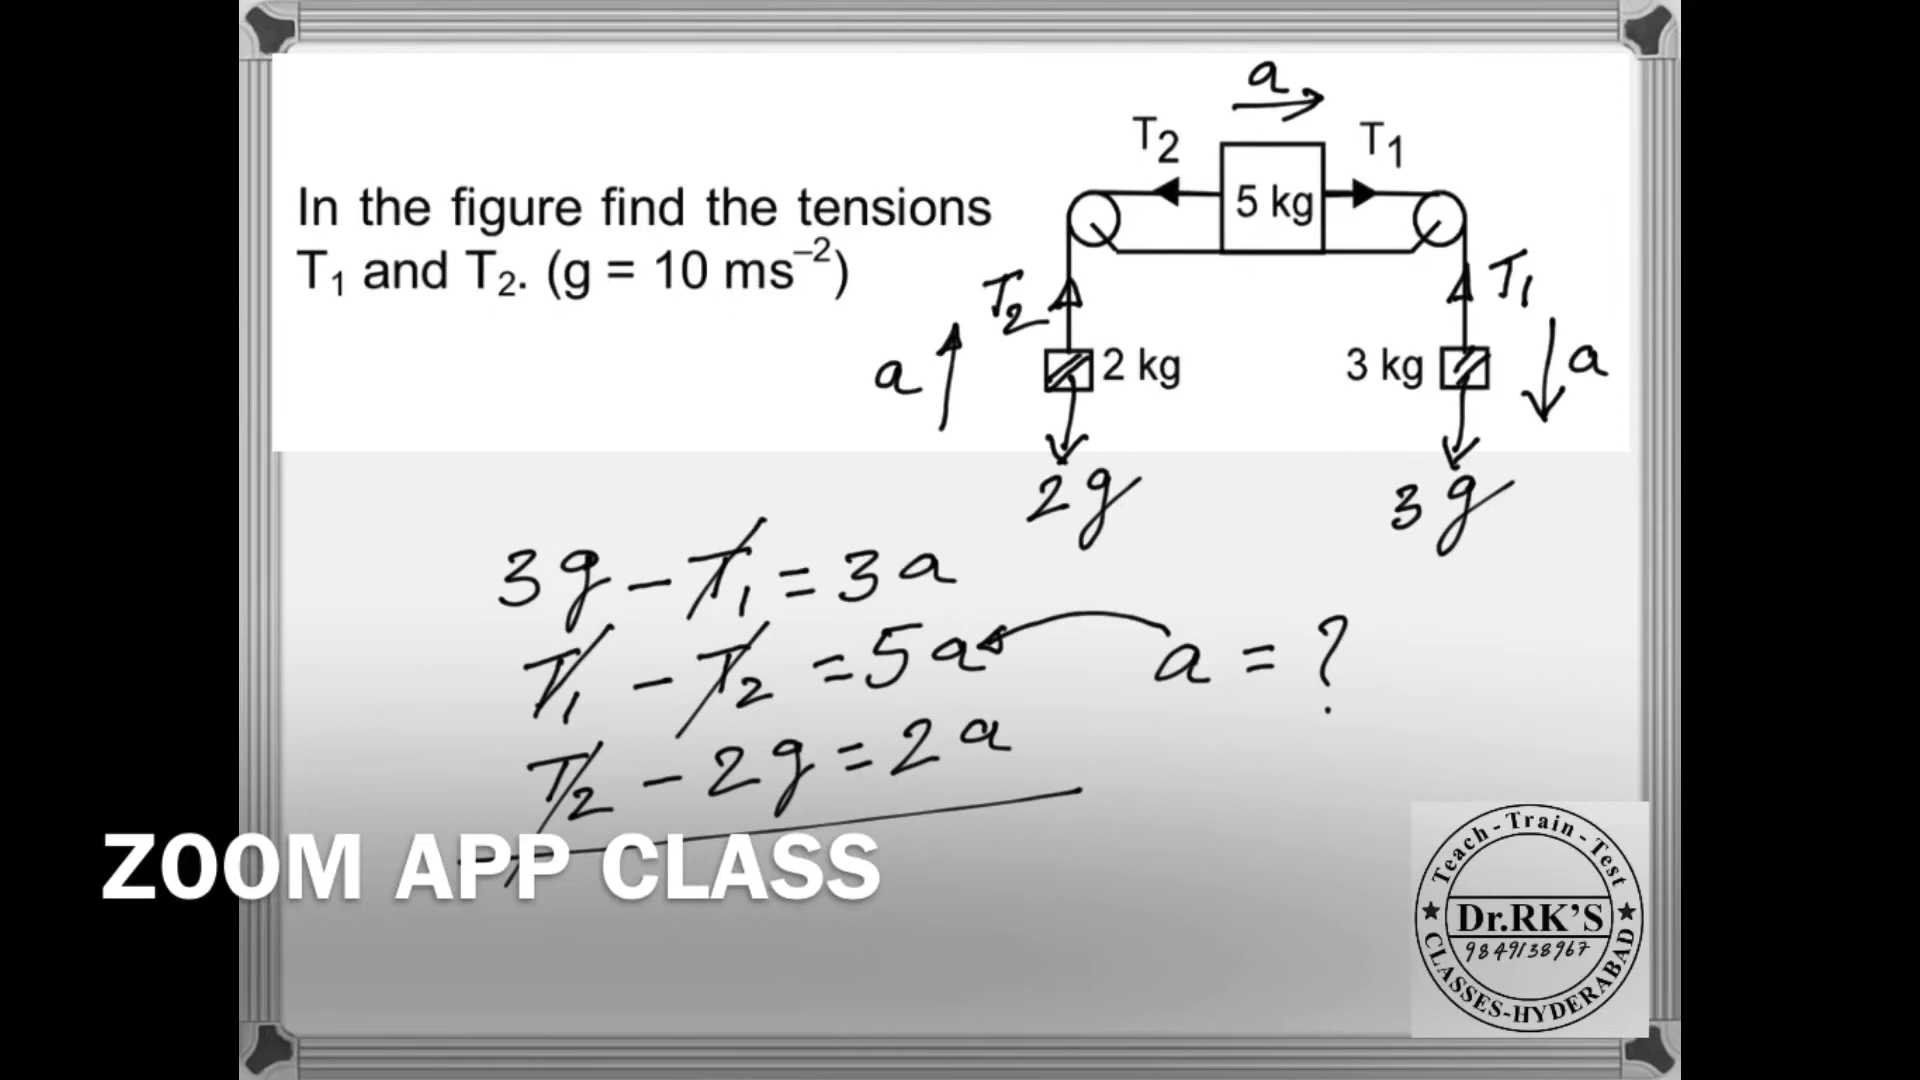 a
T2 T1
5 kg
In the figure find the tensions
T1 and T2. (g = 10 ms–2)
T2 T1
a 2 kg 3 kg a
2g 3g
3g – T1 = 3a
T1 – T2 = 5a a = ?
T2 – 2g = 2a
ZOOM APP CLASS
Teach-Train-Test
★ Dr.RK'S ★
9849138967
CLASSES-HYDERABAD